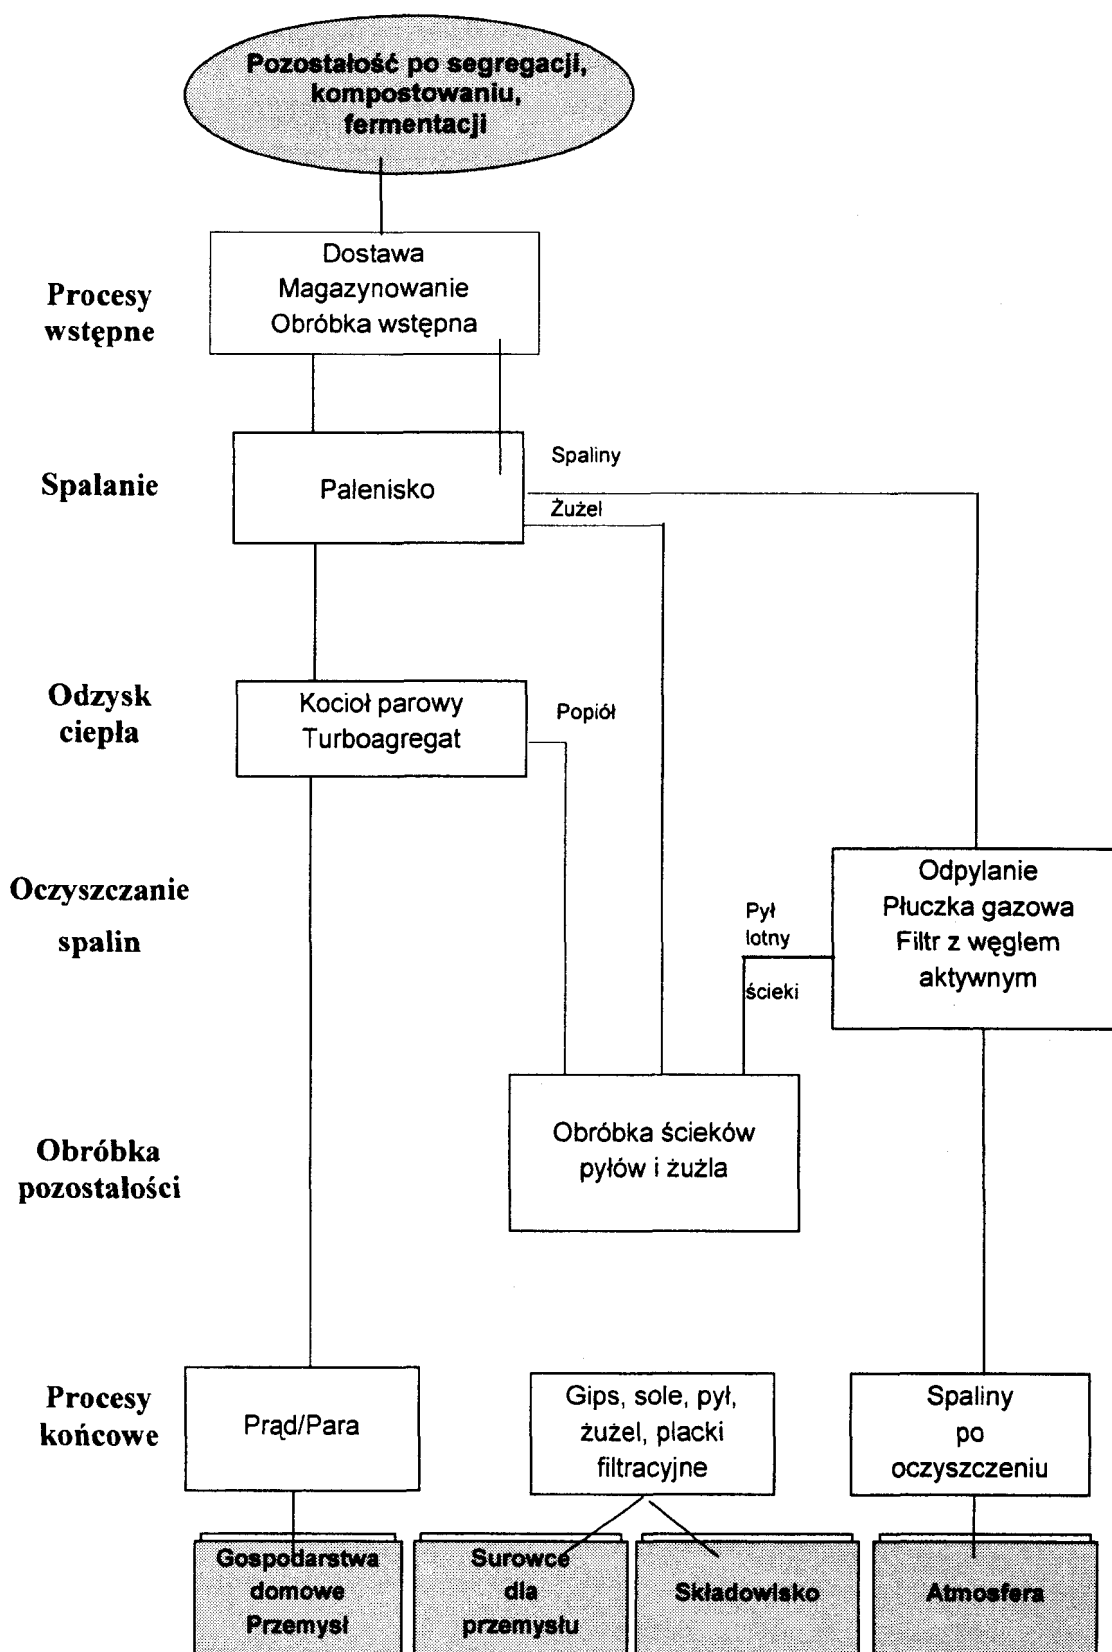 Pozostałość po segregacji,
kompostowaniu,
fermentacji
Procesy
wstępne
Dostawa
Magazynowanie
Obróbka wstępna
Spalanie
Palenisko
Spaliny
Żużel
Odzysk
ciepła
Kocioł parowy
Turboagregat
Popiół
Oczyszczanie
spalin
Pył
lotny
ścieki
Odpylanie
Płuczka gazowa
Filtr z węglem
aktywnym
Obróbka
pozostałości
Obróbka ścieków
pyłów i żużla
Procesy
końcowe
Prąd/Para
Gips, sole, pył,
żużel, placki
filtracyjne
Spaliny
po
oczyszczeniu
Gospodarstwa
domowe
Przemysł
Surowce
dla
przemysłu
Składowisko
Atmosfera